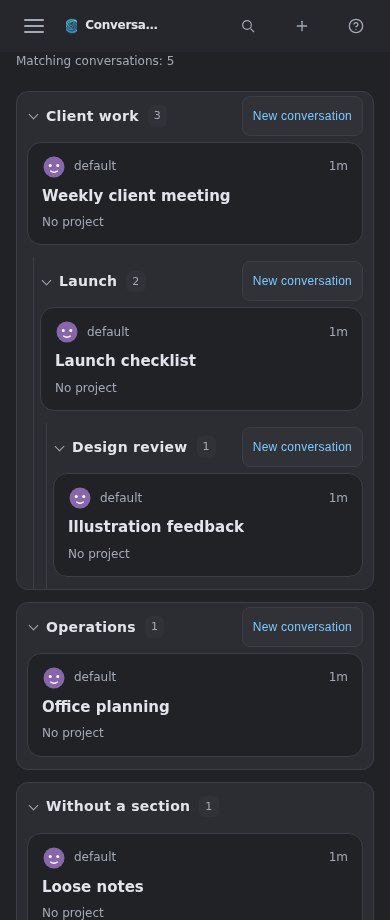 Conversa...
Matching conversations: 5
Client work 3 New conversation
default 1m
Weekly client meeting
No project
Launch 2 New conversation
default 1m
Launch checklist
No project
Design review 1 New conversation
default 1m
Illustration feedback
No project
Operations 1 New conversation
default 1m
Office planning
No project
Without a section 1
default 1m
Loose notes
No project